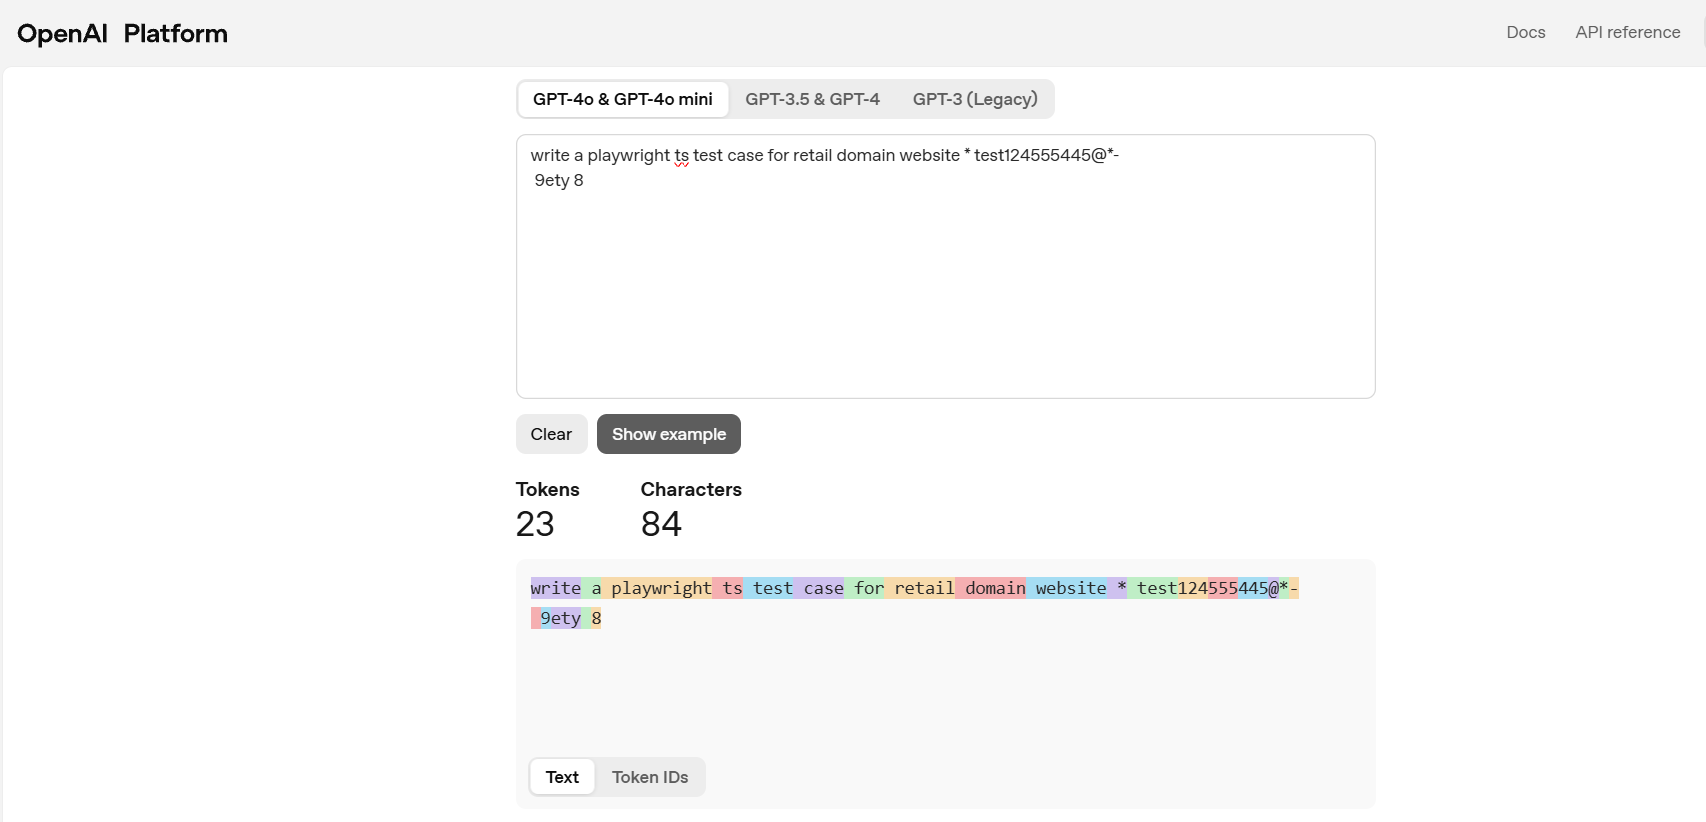 OpenAI Platform
Docs API reference
GPT-4o & GPT-4o mini GPT-3.5 & GPT-4 GPT-3 (Legacy)
write a playwright ts test case for retail domain website * test124555445@*-
9ety 8
Clear Show example
Tokens Characters
23 84
write a playwright ts test case for retail domain website * test124555445@*-
9ety 8
Text Token IDs